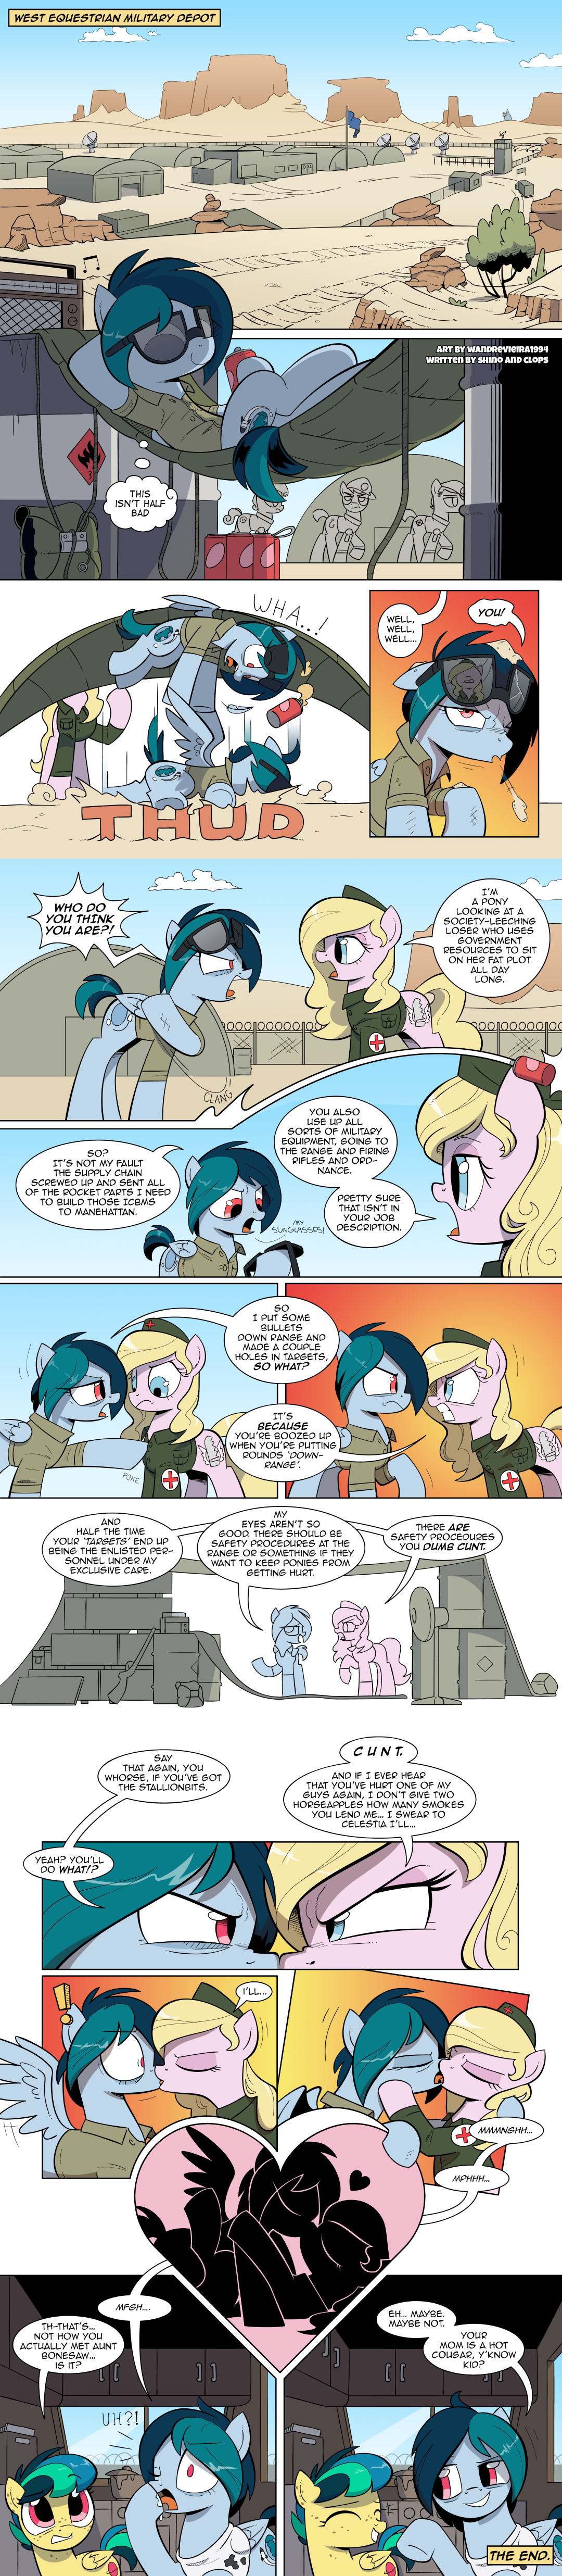 WEST EQUESTRIAN MILITARY DEPOT
ART BY WANDREVIEIRA1994
WRITTEN BY SHINO AND CLOPS
THIS
ISN'T HALF
BAD
WHA..!
THUD
WELL,
WELL,
WELL...
YOU!
WHO DO
YOU THINK
YOU ARE?!
I'M
A PONY
LOOKING AT A
SOCIETY-LEECHING
LOSER WHO USES
GOVERNMENT
RESOURCES TO SIT
ON HER FAT PLOT
ALL DAY
LONG.
CLANG
YOU ALSO
USE UP ALL
SORTS OF MILITARY
EQUIPMENT, GOING TO
THE RANGE AND FIRING
RIFLES AND ORD-
NANCE.
SO?
IT'S NOT MY FAULT
THE SUPPLY CHAIN
SCREWED UP AND SENT ALL
OF THE ROCKET PARTS I NEED
TO BUILD THOSE ICBMS
TO MANEHATTAN.
PRETTY SURE
THAT ISN'T IN
YOUR JOB
DESCRIPTION.
MY
SUNGLASSES!
SO
I PUT SOME
BULLETS
DOWN RANGE AND
MADE A COUPLE
HOLES IN TARGETS,
SO WHAT?
IT'S
BECAUSE
YOU'RE BOOZED UP
WHEN YOU'RE PUTTING
ROUNDS 'DOWN-
RANGE'.
POKE
AND
HALF THE TIME
YOUR 'TARGETS' END UP
BEING THE ENLISTED PER-
SONNEL UNDER MY
EXCLUSIVE CARE.
MY
EYES AREN'T SO
GOOD. THERE SHOULD BE
SAFETY PROCEDURES AT THE
RANGE OR SOMETHING IF THEY
WANT TO KEEP PONIES FROM
GETTING HURT.
THERE ARE
SAFETY PROCEDURES
YOU DUMB CUNT.
SAY
THAT AGAIN, YOU
WHORSE, IF YOU'VE GOT
THE STALLIONBITS.
CUNT.
AND IF I EVER HEAR
THAT YOU'VE HURT ONE OF MY
GUYS AGAIN, I DON'T GIVE TWO
HORSEAPPLES HOW MANY SMOKES
YOU LEND ME... I SWEAR TO
CELESTIA I'LL...
YEAH? YOU'LL
DO WHAT!?
I'LL...
MMMNGHH...
MPHHH...
MFGH....
TH-THAT'S...
NOT HOW YOU
ACTUALLY MET AUNT
BONESAW...
IS IT?
UH?!
EH... MAYBE.
MAYBE NOT.
YOUR
MOM IS A HOT
COUGAR, Y'KNOW
KID?
THE END.